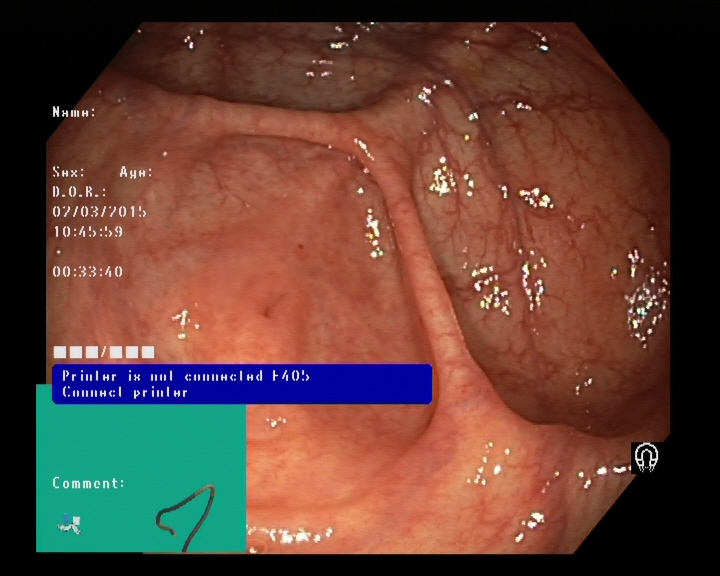 Name:
Sex: Age:
D.O.B.:
02/03/2015
10:45:59
00:33:40
/
Printer is not connected E405
Connect printer
Comment: